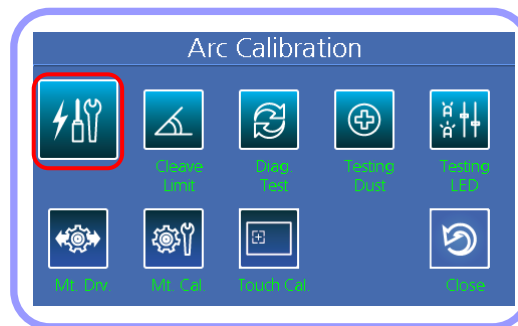 Arc Calibration
Cleave
Limit
Diag.
Test
Testing
Dust
Testing
LED
Mt. Drv
Mt. Cal.
Touch Cal.
Close